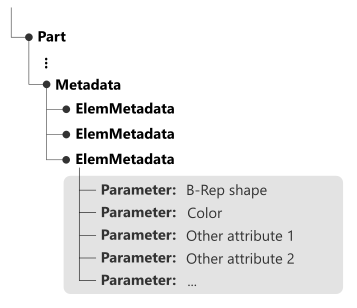 Part
⋮
Metadata
ElemMetadata
ElemMetadata
ElemMetadata
Parameter: B-Rep shape
Parameter: Color
Parameter: Other attribute 1
Parameter: Other attribute 2
Parameter: ...